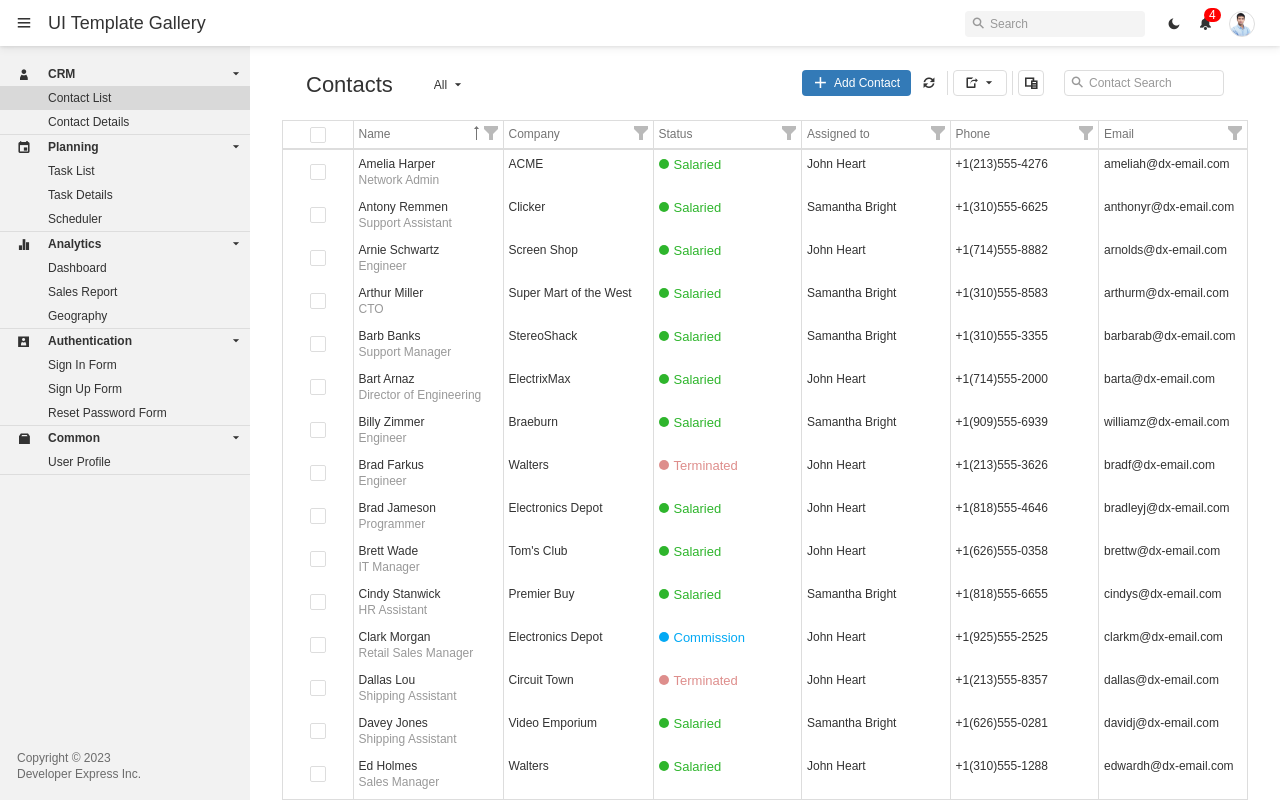 UI Template Gallery
Search
4
CRM
Contact List
Contact Details
Planning
Task List
Task Details
Scheduler
Analytics
Dashboard
Sales Report
Geography
Authentication
Sign In Form
Sign Up Form
Reset Password Form
Common
User Profile
Copyright © 2023
Developer Express Inc.
Contacts All Add Contact Contact Search
Name Company Status Assigned to Phone Email
Amelia Harper ACME Salaried John Heart +1(213)555-4276 ameliah@dx-email.com
Network Admin
Antony Remmen Clicker Salaried Samantha Bright +1(310)555-6625 anthonyr@dx-email.com
Support Assistant
Arnie Schwartz Screen Shop Salaried John Heart +1(714)555-8882 arnolds@dx-email.com
Engineer
Arthur Miller Super Mart of the West Salaried Samantha Bright +1(310)555-8583 arthurm@dx-email.com
CTO
Barb Banks StereoShack Salaried Samantha Bright +1(310)555-3355 barbarab@dx-email.com
Support Manager
Bart Arnaz ElectrixMax Salaried John Heart +1(714)555-2000 barta@dx-email.com
Director of Engineering
Billy Zimmer Braeburn Salaried Samantha Bright +1(909)555-6939 williamz@dx-email.com
Engineer
Brad Farkus Walters Terminated John Heart +1(213)555-3626 bradf@dx-email.com
Engineer
Brad Jameson Electronics Depot Salaried John Heart +1(818)555-4646 bradleyj@dx-email.com
Programmer
Brett Wade Tom's Club Salaried John Heart +1(626)555-0358 brettw@dx-email.com
IT Manager
Cindy Stanwick Premier Buy Salaried Samantha Bright +1(818)555-6655 cindys@dx-email.com
HR Assistant
Clark Morgan Electronics Depot Commission John Heart +1(925)555-2525 clarkm@dx-email.com
Retail Sales Manager
Dallas Lou Circuit Town Terminated John Heart +1(213)555-8357 dallas@dx-email.com
Shipping Assistant
Davey Jones Video Emporium Salaried Samantha Bright +1(626)555-0281 davidj@dx-email.com
Shipping Assistant
Ed Holmes Walters Salaried John Heart +1(310)555-1288 edwardh@dx-email.com
Sales Manager